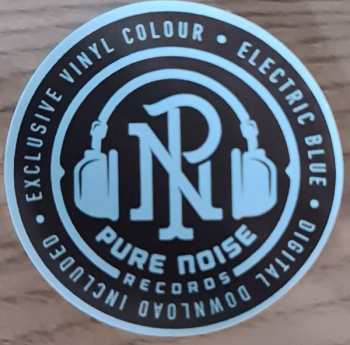 EXCLUSIVE VINYL COLOUR • ELECTRIC BLUE • DIGITAL DOWNLOAD INCLUDED •
PN
PURE NOISE
RECORDS